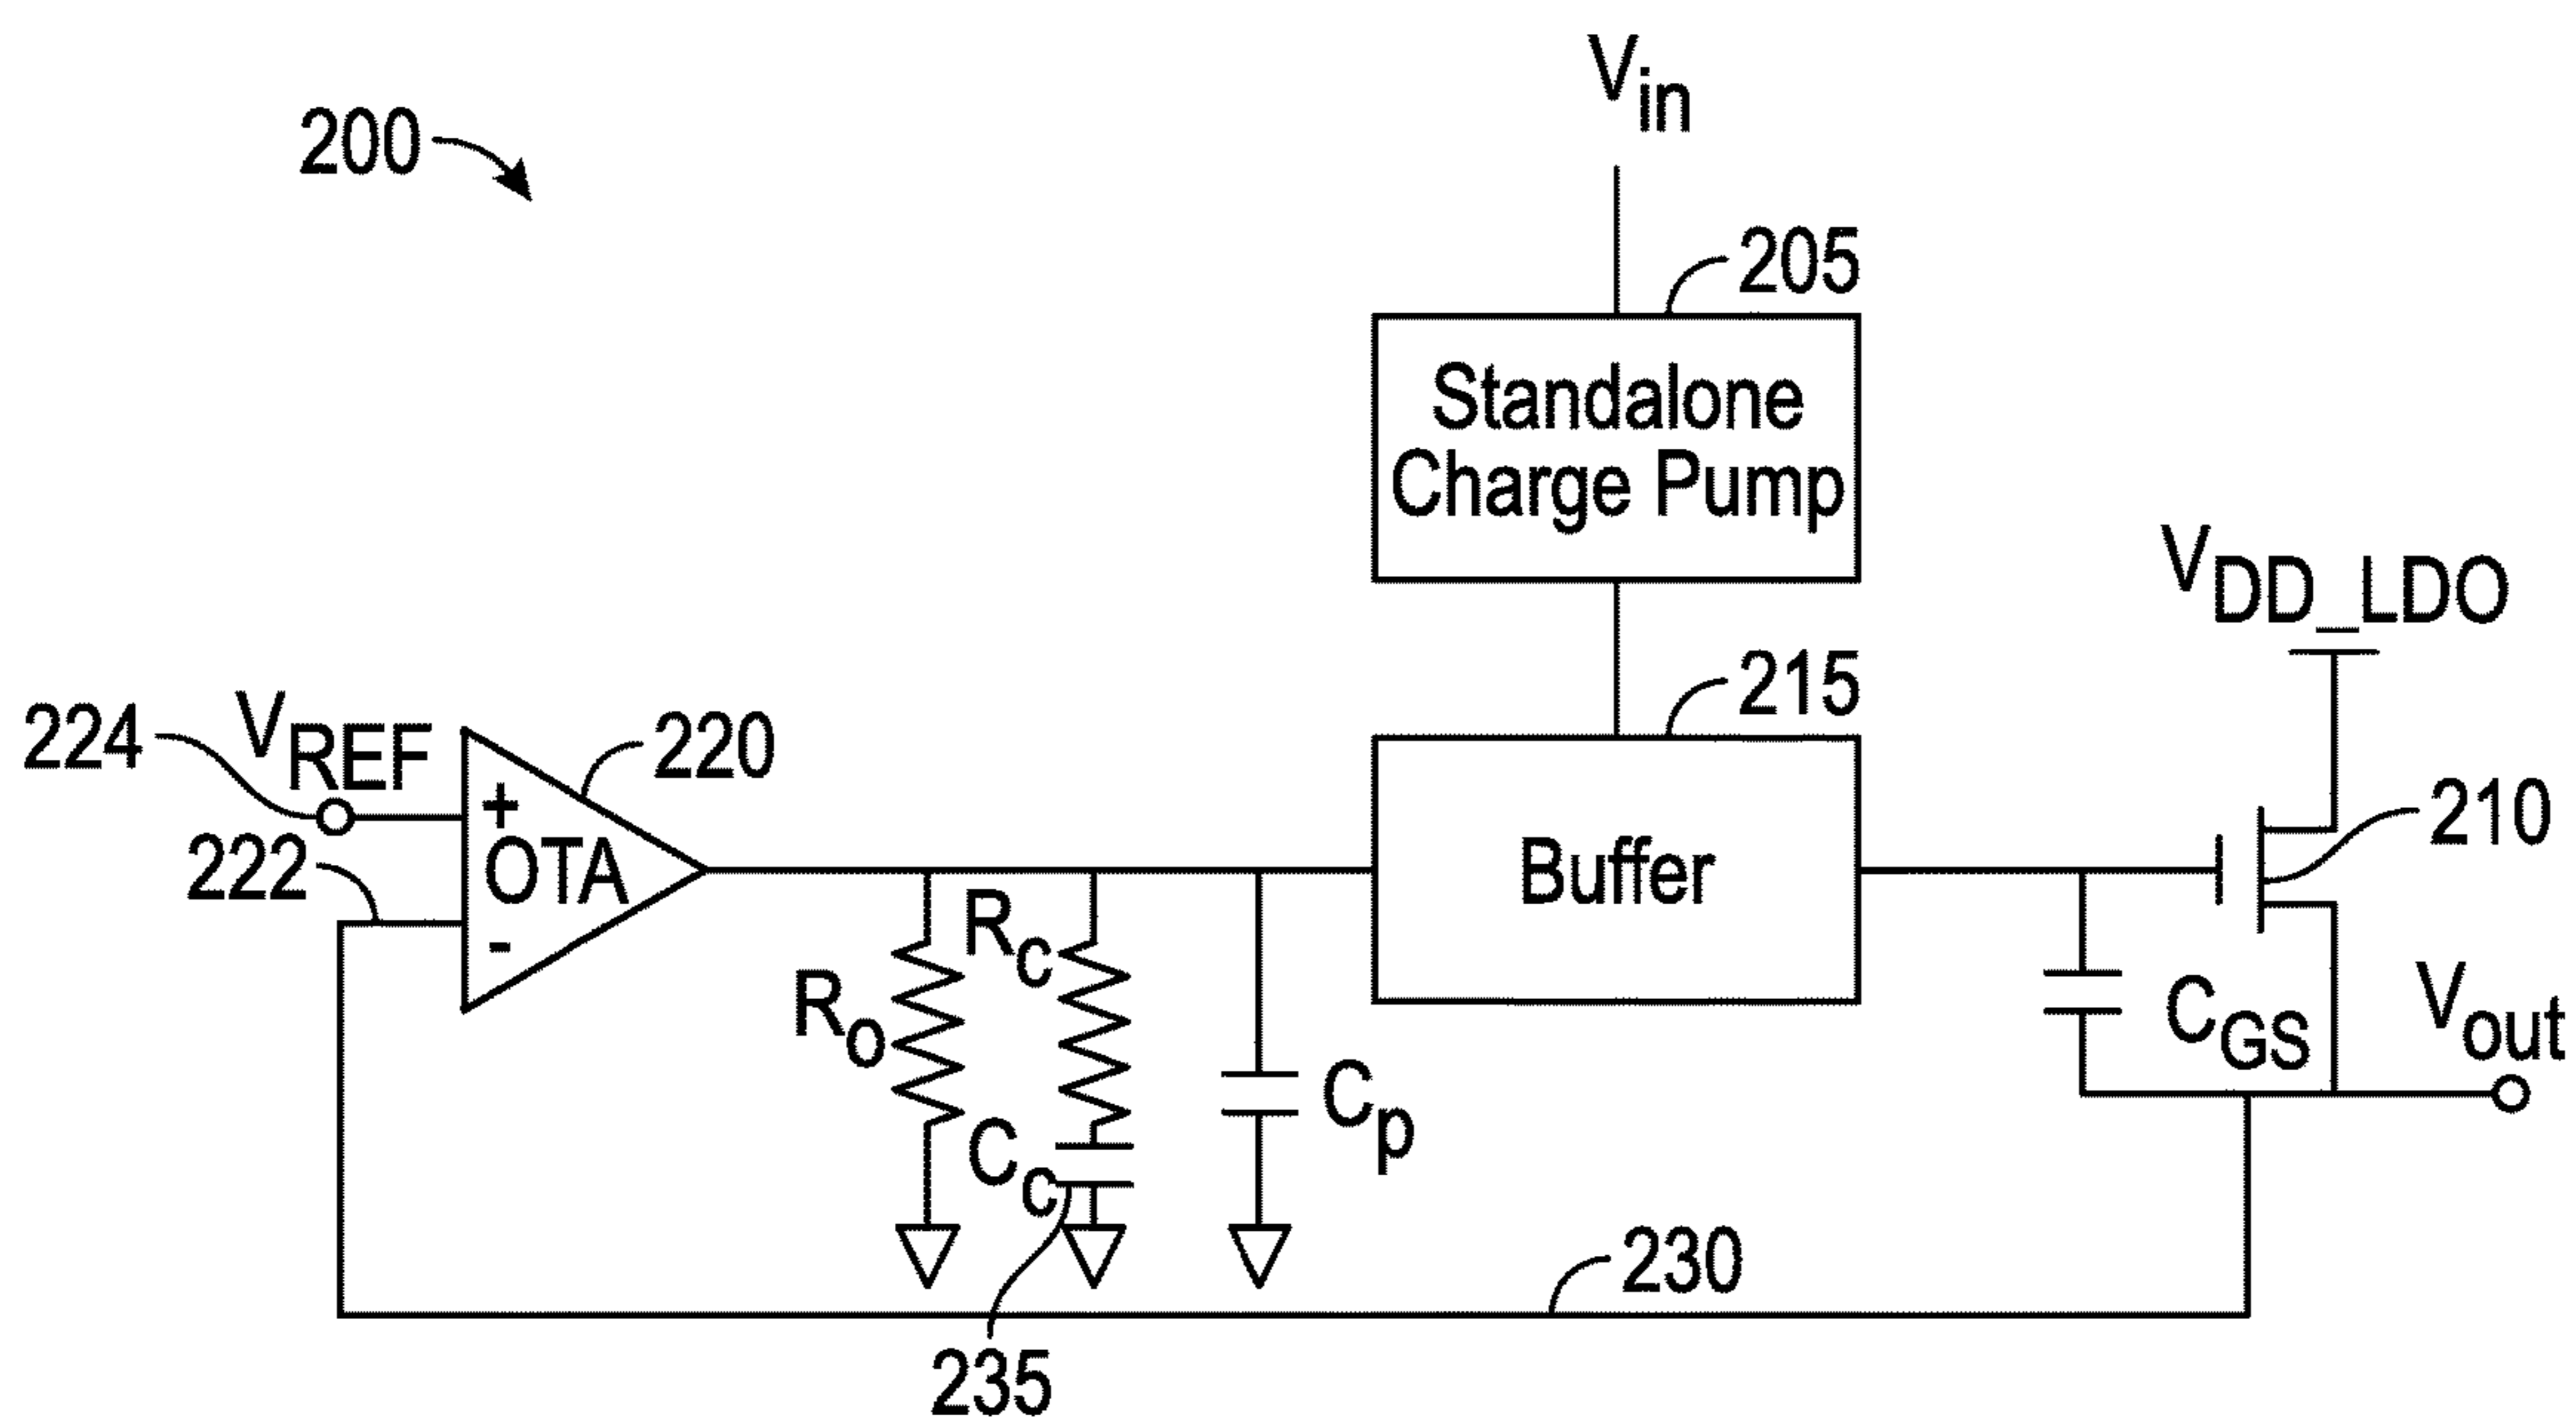 Vin
200
205
Standalone
Charge Pump
VDD_LDO
215
224
VREF
220
+
OTA
-
222
Buffer
210
Rc
Ro
CGS
Vout
Cp
Cc
230
235